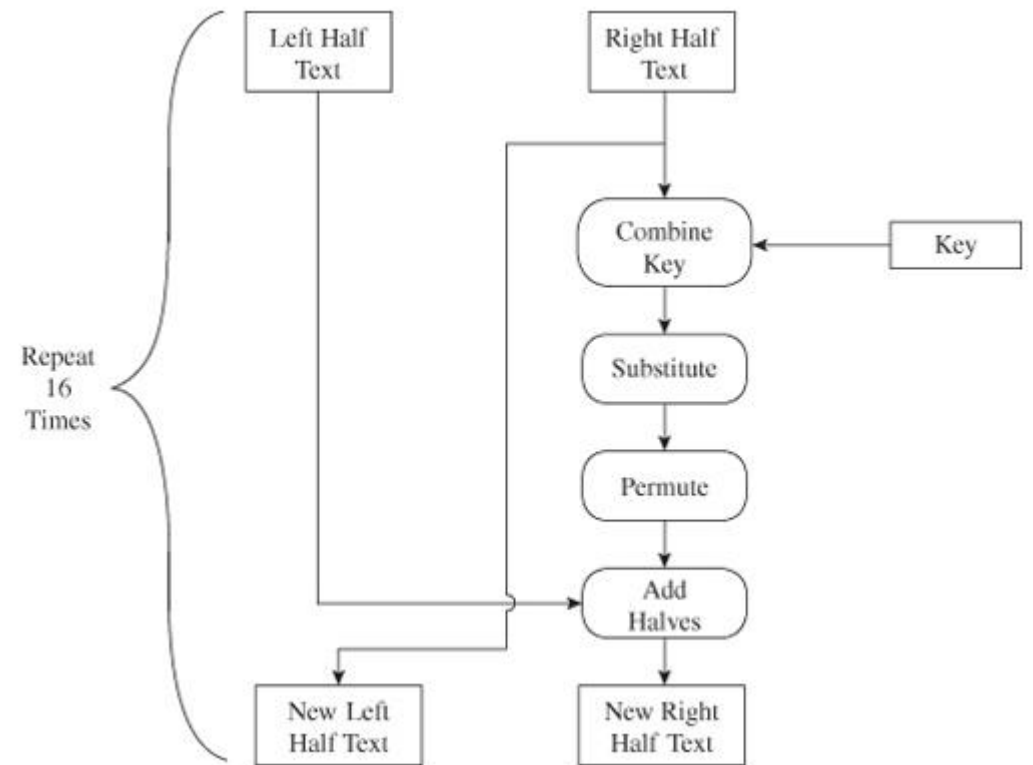 Left Half
Text
Right Half
Text
Combine
Key
Key
Substitute
Repeat
16
Times
Permute
Add
Halves
New Left
Half Text
New Right
Half Text